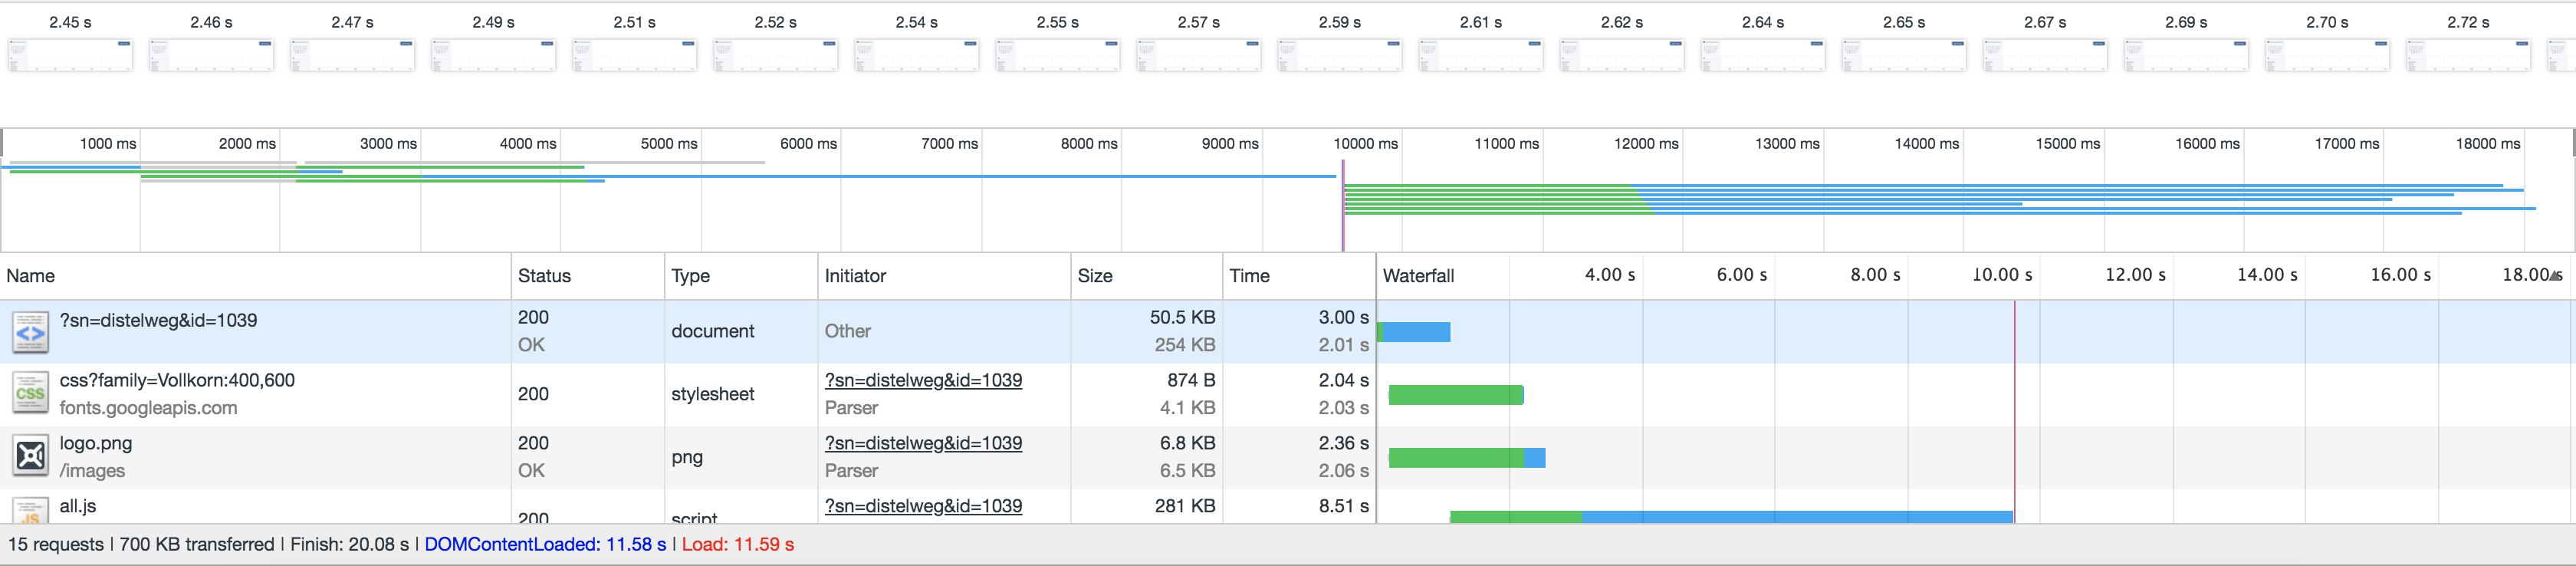 2.45 s 2.46 s 2.47 s 2.49 s 2.51 s 2.52 s 2.54 s 2.55 s 2.57 s 2.59 s 2.61 s 2.62 s 2.64 s 2.65 s 2.67 s 2.69 s 2.70 s 2.72 s
1000 ms 2000 ms 3000 ms 4000 ms 5000 ms 6000 ms 7000 ms 8000 ms 9000 ms 10000 ms 11000 ms 12000 ms 13000 ms 14000 ms 15000 ms 16000 ms 17000 ms 18000 ms
Name Status Type Initiator Size Time Waterfall 4.00 s 6.00 s 8.00 s 10.00 s 12.00 s 14.00 s 16.00 s 18.00 s
?sn=distelweg&id=1039 200 document Other 50.5 KB 3.00 s
OK 254 KB 2.01 s
css?family=Vollkorn:400,600 200 stylesheet ?sn=distelweg&id=1039 874 B 2.04 s
fonts.googleapis.com Parser 4.1 KB 2.03 s
logo.png 200 png ?sn=distelweg&id=1039 6.8 KB 2.36 s
/images OK Parser 6.5 KB 2.06 s
all.js 200 script ?sn=distelweg&id=1039 281 KB 8.51 s
15 requests | 700 KB transferred | Finish: 20.08 s | DOMContentLoaded: 11.58 s | Load: 11.59 s